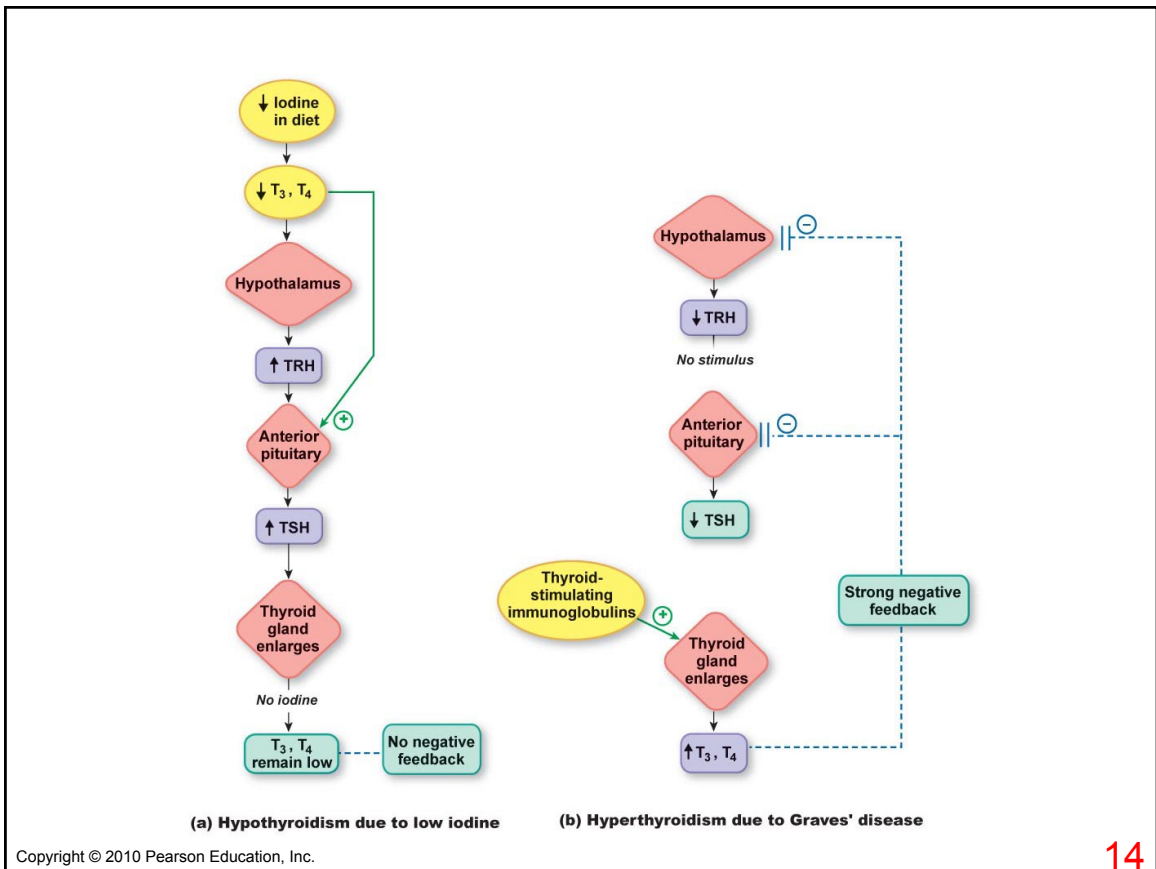 ↓ Iodine
in diet
↓ T₃, T₄
Hypothalamus
↑ TRH
+
Anterior
pituitary
↑ TSH
Thyroid
gland
enlarges
No iodine
T₃, T₄
remain low
No negative
feedback
(a) Hypothyroidism due to low iodine
Hypothalamus
−
↓ TRH
No stimulus
Anterior
pituitary
−
↓ TSH
Thyroid-
stimulating
immunoglobulins
+
Strong negative
feedback
Thyroid
gland
enlarges
↑ T₃, T₄
(b) Hyperthyroidism due to Graves' disease
Copyright © 2010 Pearson Education, Inc.
14